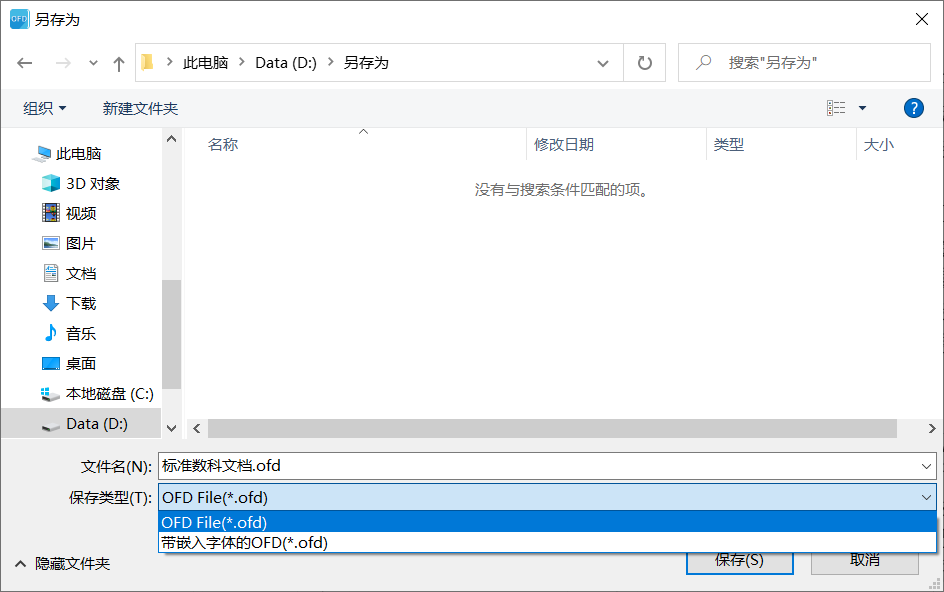 OFD 另存为
此电脑 Data (D:) 另存为 搜索"另存为"
组织 新建文件夹 ?
名称 修改日期 类型 大小
没有与搜索条件匹配的项。
此电脑
3D 对象
视频
图片
文档
下载
音乐
桌面
本地磁盘 (C:)
Data (D:)
文件名(N): 标准数科文档.ofd
保存类型(T): OFD File(*.ofd)
OFD File(*.ofd)
带嵌入字体的OFD(*.ofd)
隐藏文件夹 保存(S) 取消